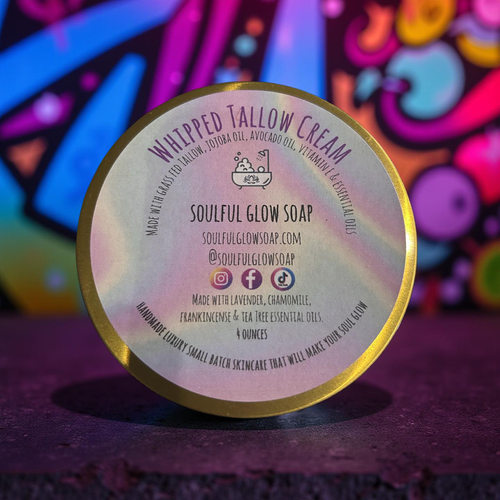 Whipped Tallow Cream
Made with grass fed tallow, jojoba oil, avocado oil, vitamin E & essential oils
SOULFUL GLOW SOAP
SOULFULGLOWSOAP.COM
@SOULFULGLOWSOAP
Made with lavender, chamomile,
frankincense & tea tree essential oils.
4 ounces
Handmade luxury small batch skincare that will make your soul glow